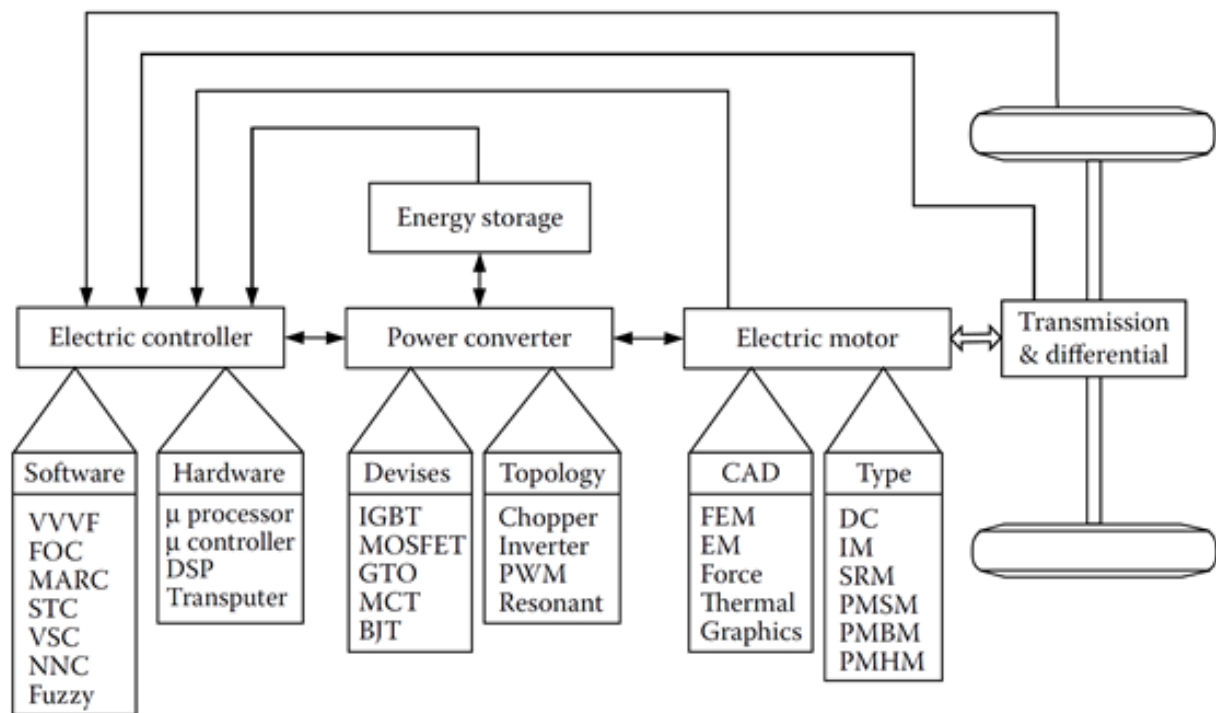 Energy storage
Electric controller
Power converter
Electric motor
Transmission
& differential
Software
VVVF
FOC
MARC
STC
VSC
NNC
Fuzzy
Hardware
μ processor
μ controller
DSP
Transputer
Devises
IGBT
MOSFET
GTO
MCT
BJT
Topology
Chopper
Inverter
PWM
Resonant
CAD
FEM
EM
Force
Thermal
Graphics
Type
DC
IM
SRM
PMSM
PMBM
PMHM